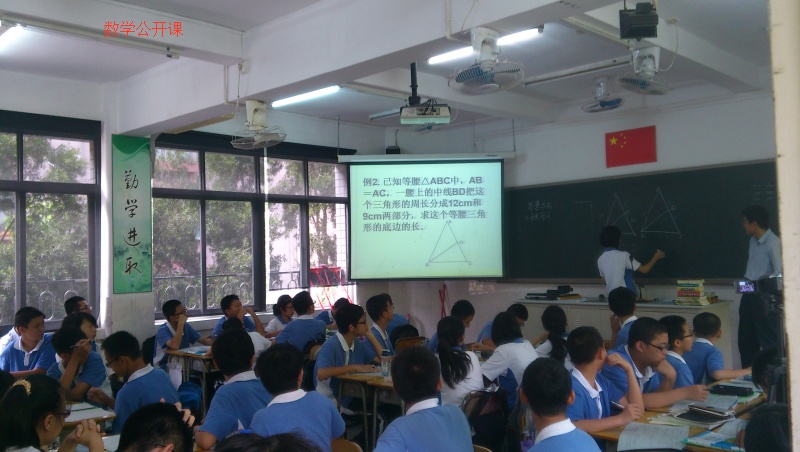 数学公开课
勤学进取
例2. 已知等腰△ABC中，AB
=AC，一腰上的中线BD把这
个三角形的周长分成12cm和
9cm两部分，求这个等腰三角
形的底边的长.